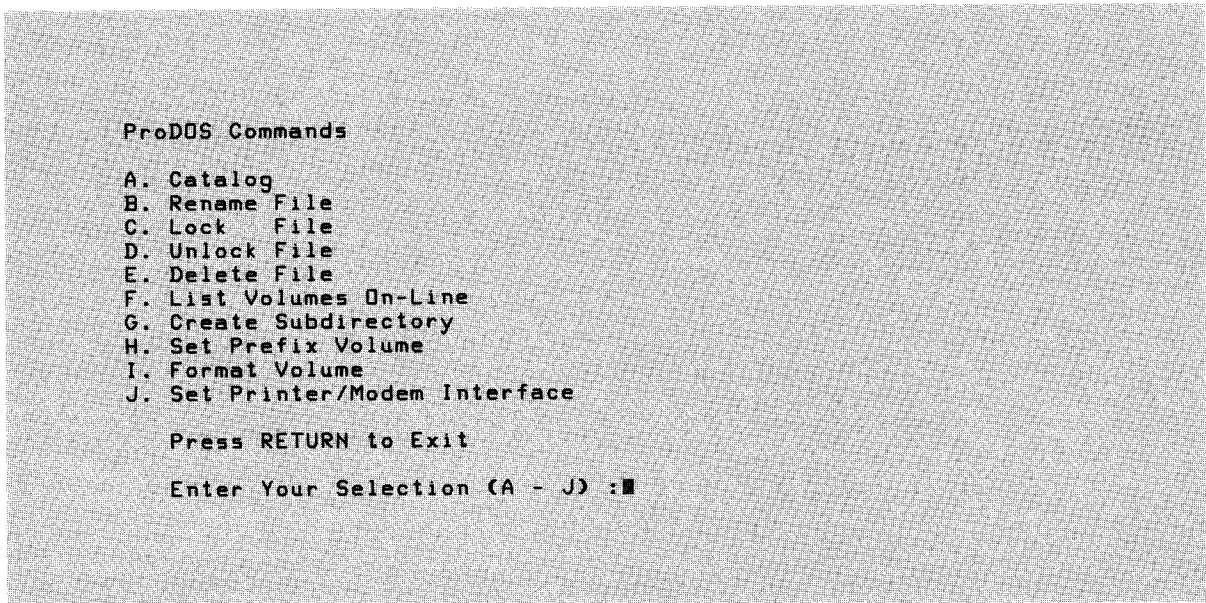 ProDOS Commands
A. Catalog
B. Rename File
C. Lock   File
D. Unlock File
E. Delete File
F. List Volumes On-Line
G. Create Subdirectory
H. Set Prefix Volume
I. Format Volume
J. Set Printer/Modem Interface
Press RETURN to Exit
Enter Your Selection (A - J) :